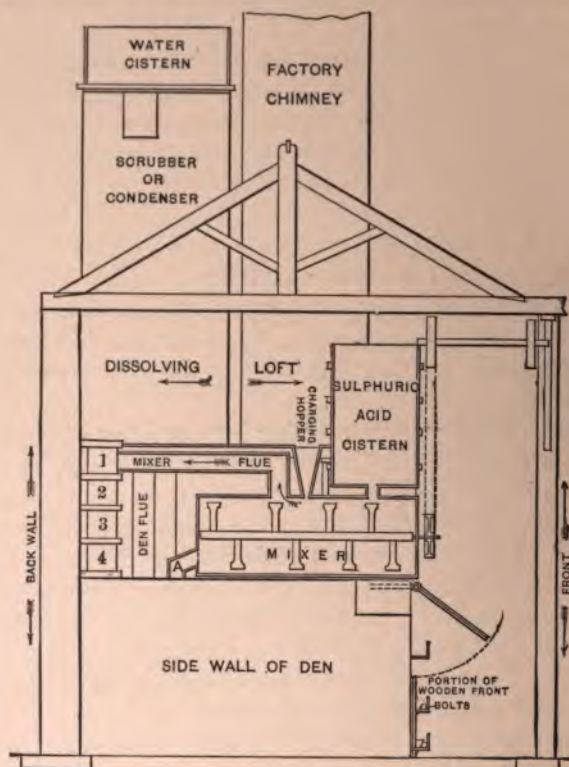 WATER
CISTERN
FACTORY
CHIMNEY
SCRUBBER
OR
CONDENSER
DISSOLVING
LOFT
CHARGING
HOPPER
SULPHURIC
ACID
CISTERN
1
MIXER
FLUE
2
3
4
DEN FLUE
A
MIXER
BACK WALL
FRONT
SIDE WALL OF DEN
PORTION OF
WOODEN FRONT
BOLTS